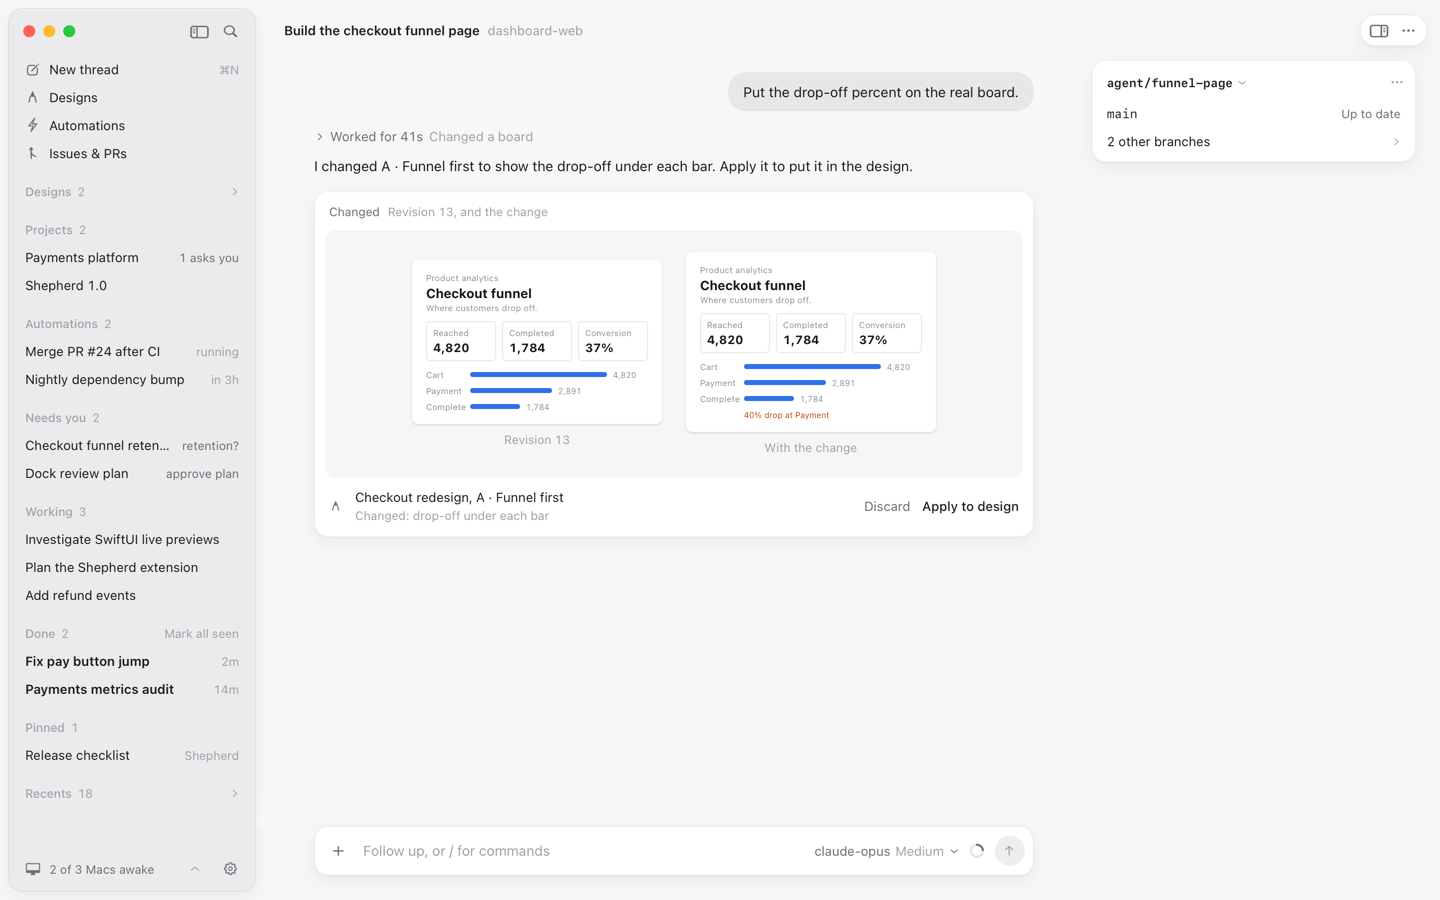 New thread ⌘N
Designs
Automations
Issues & PRs
Designs 2
Projects 2
Payments platform 1 asks you
Shepherd 1.0
Automations 2
Merge PR #24 after CI running
Nightly dependency bump in 3h
Needs you 2
Checkout funnel reten... retention?
Dock review plan approve plan
Working 3
Investigate SwiftUI live previews
Plan the Shepherd extension
Add refund events
Done 2 Mark all seen
Fix pay button jump 2m
Payments metrics audit 14m
Pinned 1
Release checklist Shepherd
Recents 18
2 of 3 Macs awake
Build the checkout funnel page dashboard-web
Put the drop-off percent on the real board.
Worked for 41s Changed a board
I changed A · Funnel first to show the drop-off under each bar. Apply it to put it in the design.
Changed Revision 13, and the change
Product analytics
Checkout funnel
Where customers drop off.
Reached Completed Conversion
4,820 1,784 37%
Cart 4,820
Payment 2,891
Complete 1,784
Revision 13
Product analytics
Checkout funnel
Where customers drop off.
Reached Completed Conversion
4,820 1,784 37%
Cart 4,820
Payment 2,891
Complete 1,784
40% drop at Payment
With the change
Checkout redesign, A · Funnel first
Changed: drop-off under each bar
Discard Apply to design
Follow up, or / for commands
claude-opus Medium
agent/funnel-page
main Up to date
2 other branches